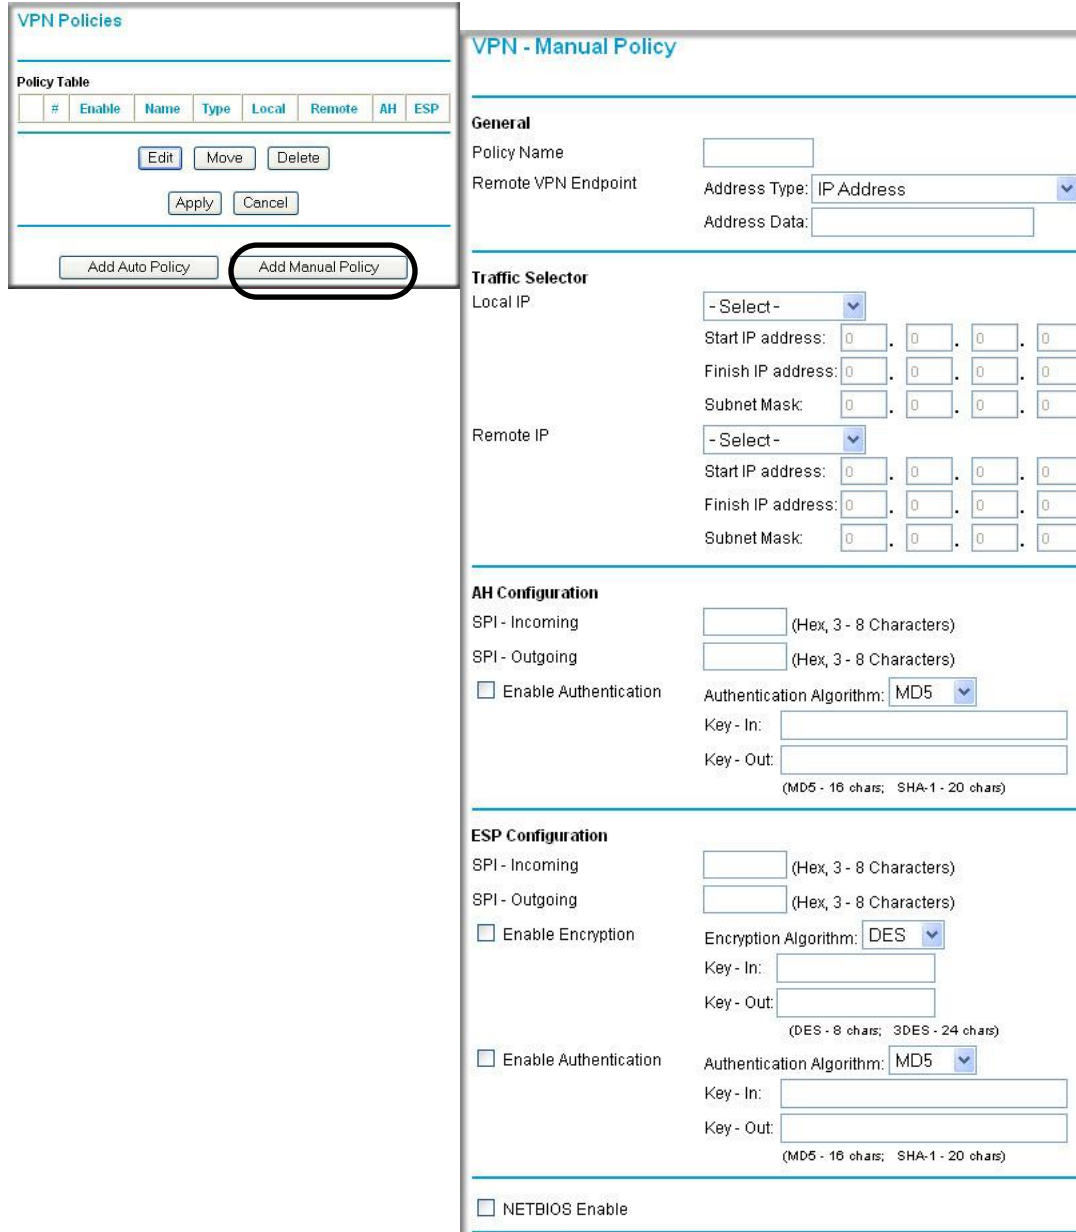 VPN Policies
Policy Table
# Enable Name Type Local Remote AH ESP
Edit Move Delete
Apply Cancel
Add Auto Policy Add Manual Policy
VPN - Manual Policy
General
Policy Name
Remote VPN Endpoint Address Type: IP Address
Address Data:
Traffic Selector
Local IP - Select -
Start IP address: 0 . 0 . 0 . 0
Finish IP address: 0 . 0 . 0 . 0
Subnet Mask: 0 . 0 . 0 . 0
Remote IP - Select -
Start IP address: 0 . 0 . 0 . 0
Finish IP address: 0 . 0 . 0 . 0
Subnet Mask: 0 . 0 . 0 . 0
AH Configuration
SPI - Incoming (Hex, 3 - 8 Characters)
SPI - Outgoing (Hex, 3 - 8 Characters)
Enable Authentication Authentication Algorithm: MD5
Key - In:
Key - Out:
(MD5 - 16 chars; SHA-1 - 20 chars)
ESP Configuration
SPI - Incoming (Hex, 3 - 8 Characters)
SPI - Outgoing (Hex, 3 - 8 Characters)
Enable Encryption Encryption Algorithm: DES
Key - In:
Key - Out:
(DES - 8 chars; 3DES - 24 chars)
Enable Authentication Authentication Algorithm: MD5
Key - In:
Key - Out:
(MD5 - 16 chars; SHA-1 - 20 chars)
NETBIOS Enable